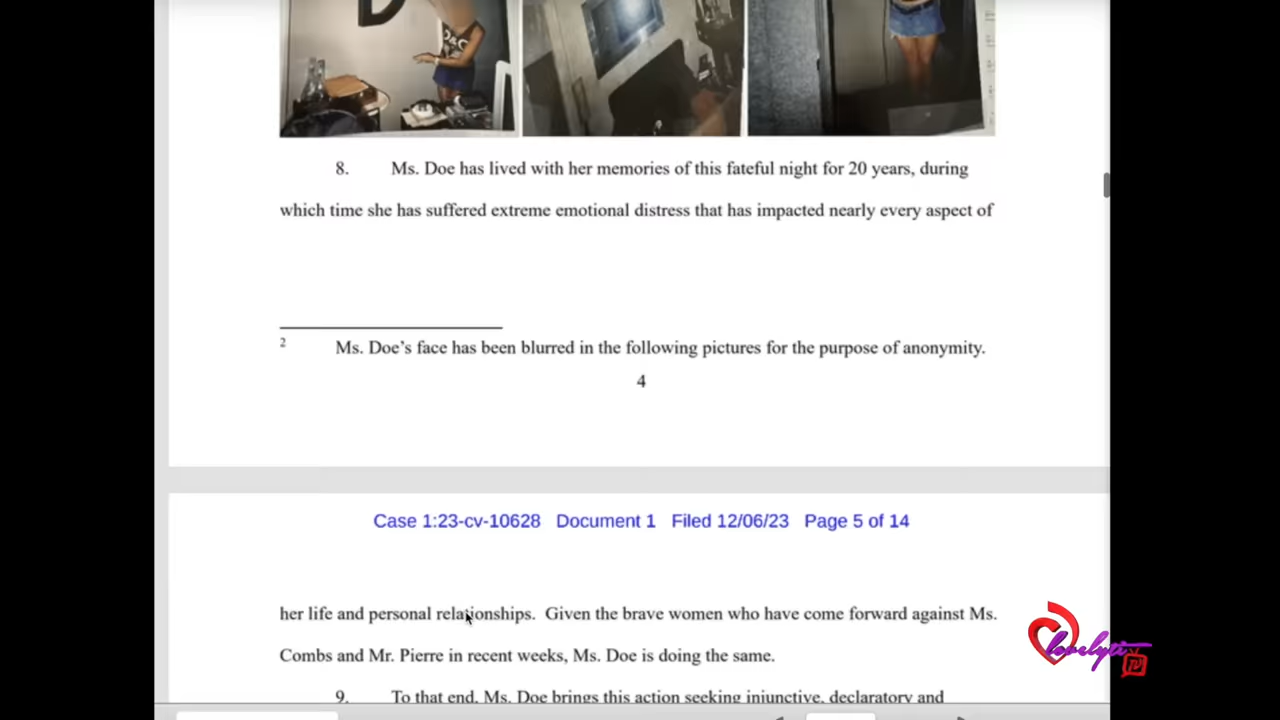 D&G
8. Ms. Doe has lived with her memories of this fateful night for 20 years, during
which time she has suffered extreme emotional distress that has impacted nearly every aspect of
2 Ms. Doe's face has been blurred in the following pictures for the purpose of anonymity.
4
Case 1:23-cv-10628 Document 1 Filed 12/06/23 Page 5 of 14
her life and personal relationships. Given the brave women who have come forward against Ms.
Combs and Mr. Pierre in recent weeks, Ms. Doe is doing the same.
9. To that end, Ms. Doe brings this action seeking injunctive, declaratory and
lovelyti
TV